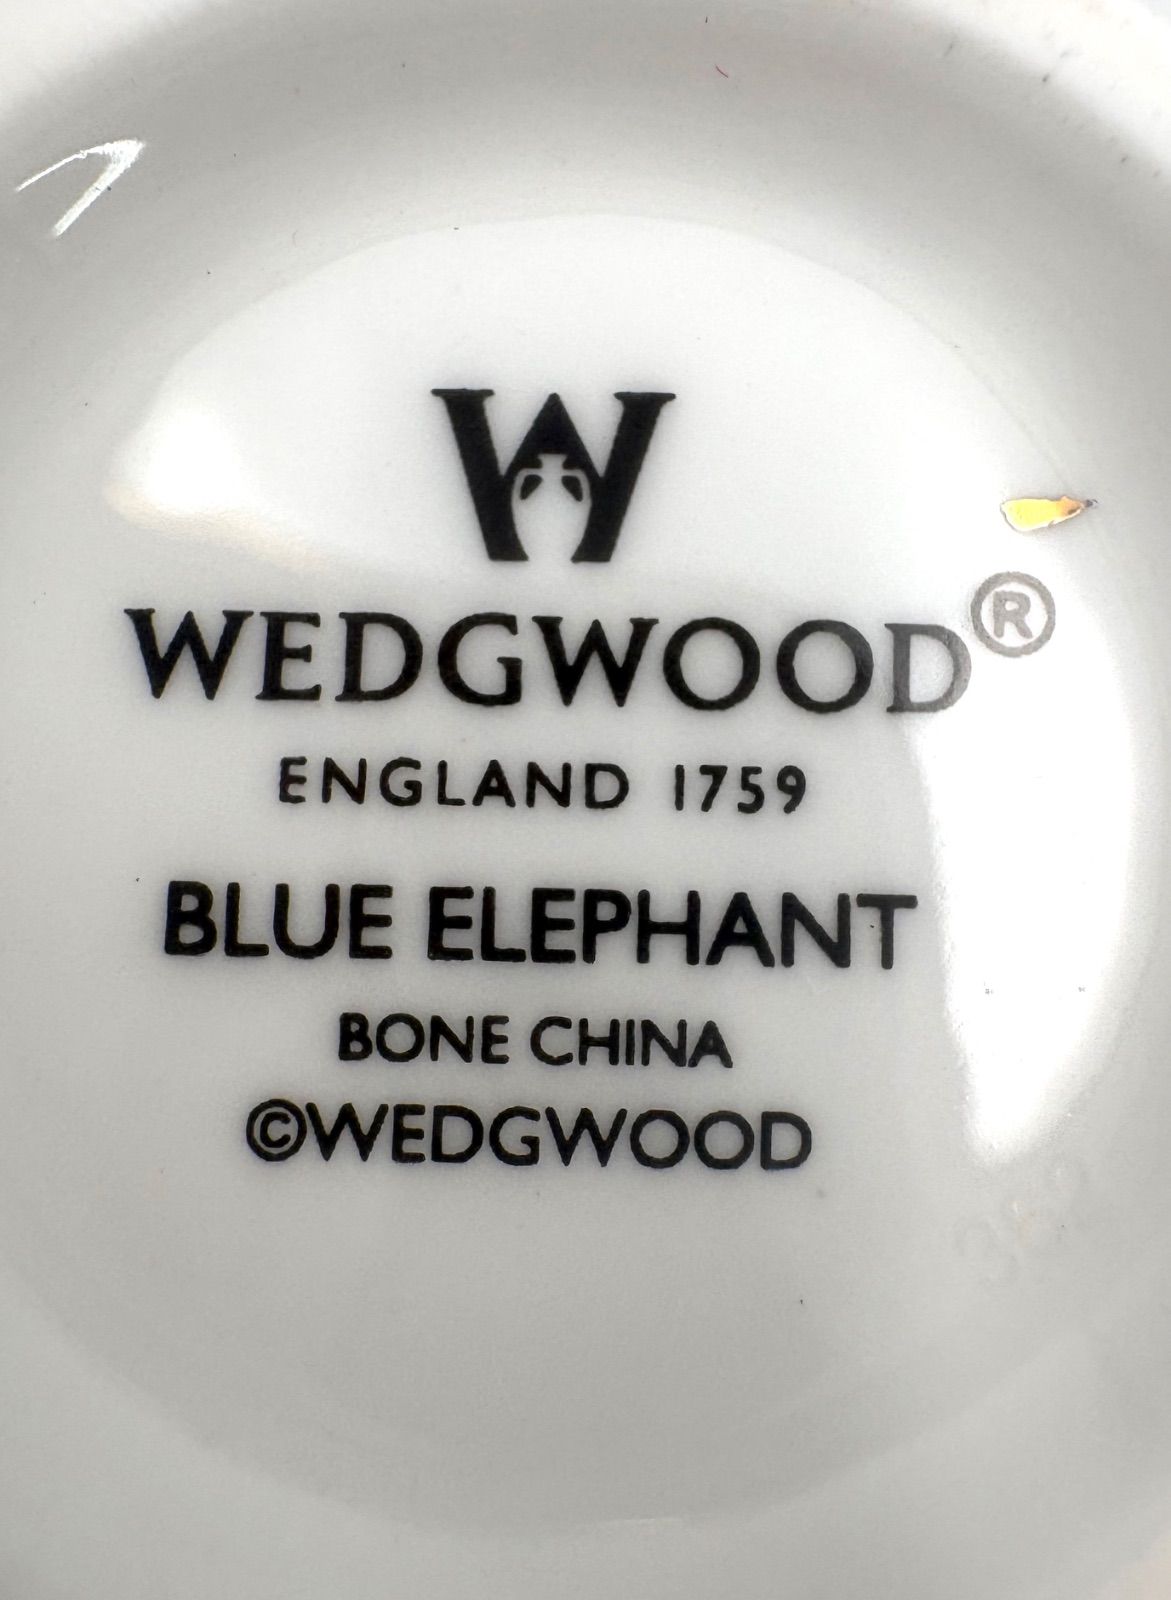 W
WEDGWOOD®
ENGLAND 1759
BLUE ELEPHANT
BONE CHINA
©WEDGWOOD